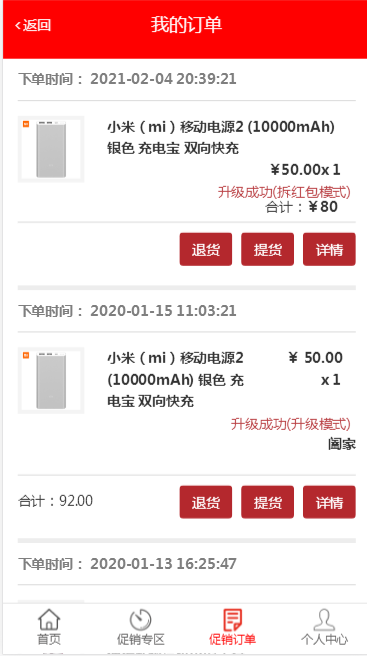 返回
我的订单
下单时间： 2021-02-04 20:39:21
小米（mi）移动电源2 (10000mAh)
银色 充电宝 双向快充
¥50.00x 1
升级成功(拆红包模式)
合计：¥80
退货 提货 详情
下单时间： 2020-01-15 11:03:21
小米（mi）移动电源2 ¥ 50.00
(10000mAh) 银色 充 x 1
电宝 双向快充
升级成功(升级模式)
阖家
合计：92.00 退货 提货 详情
下单时间： 2020-01-13 16:25:47
首页 促销专区 促销订单 个人中心